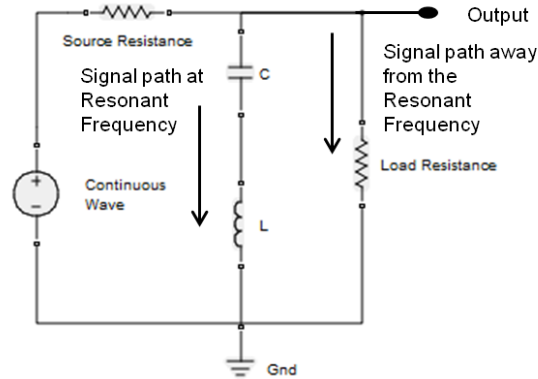 Output
Source Resistance
Signal path away
from the
Resonant
Frequency
Signal path at
Resonant
Frequency
C
Load Resistance
+
Continuous
Wave
−
L
Gnd